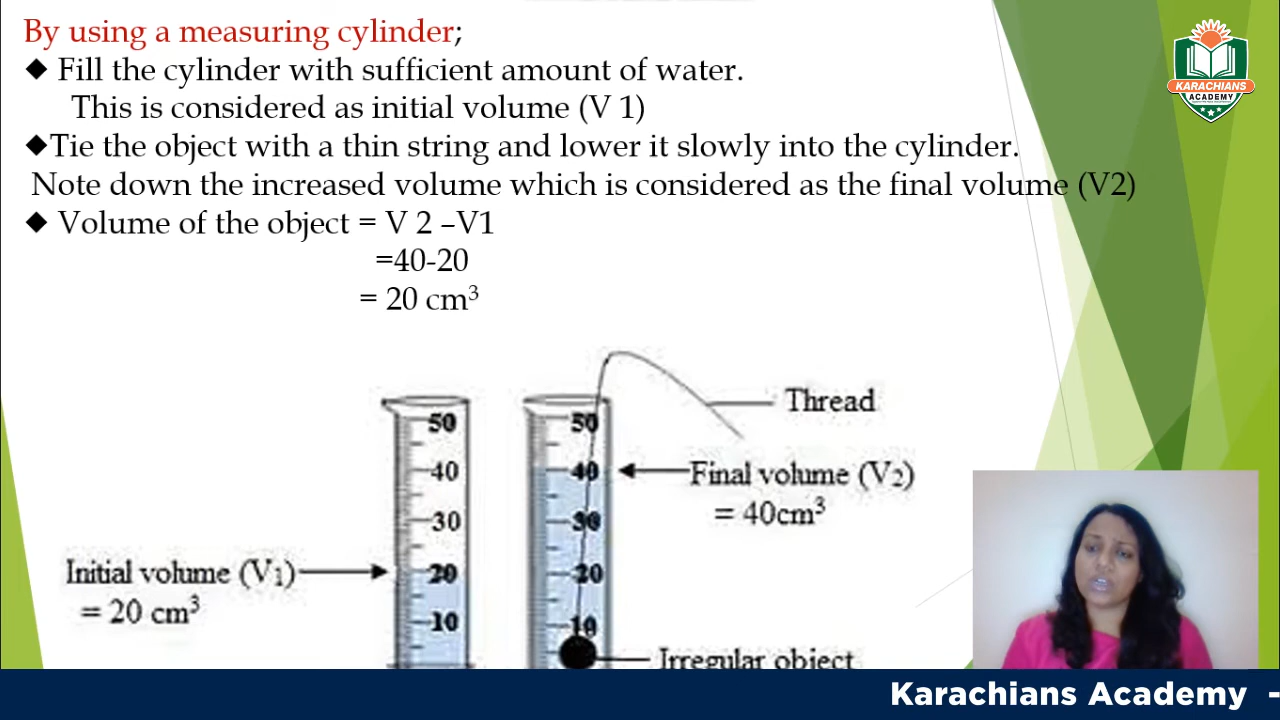 By using a measuring cylinder;
◆ Fill the cylinder with sufficient amount of water.
This is considered as initial volume (V 1)
◆Tie the object with a thin string and lower it slowly into the cylinder.
Note down the increased volume which is considered as the final volume (V2)
◆ Volume of the object = V 2 –V1
=40-20
= 20 cm³
KARACHIANS
ACADEMY
50
40
30
20
10
50
40
30
20
10
Thread
Final volume (V₂)
= 40cm³
Initial volume (V₁)
= 20 cm³
Irregular object
Karachians Academy -